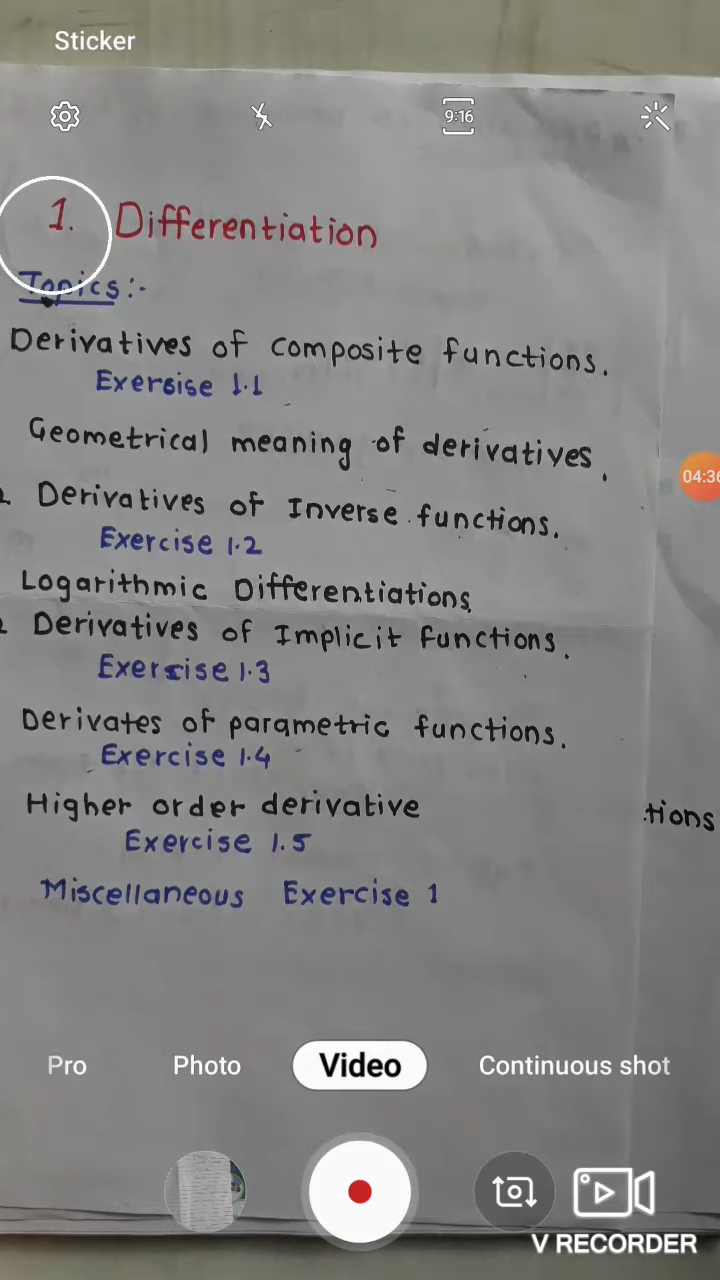 Sticker
9:16
1. Differentiation
Topics:-
Derivatives of composite functions.
Exersise 1.1
Geometrical meaning of derivatives.
Derivatives of Inverse functions.
04:36
Exercise 1.2
Logarithmic Differentiations
Derivatives of Implicit functions.
Exercise 1.3
Derivates of parametric functions.
Exercise 1.4
Higher order derivative
tions
Exercise 1.5
Miscellaneous Exercise 1
Pro Photo Video Continuous shot
V RECORDER